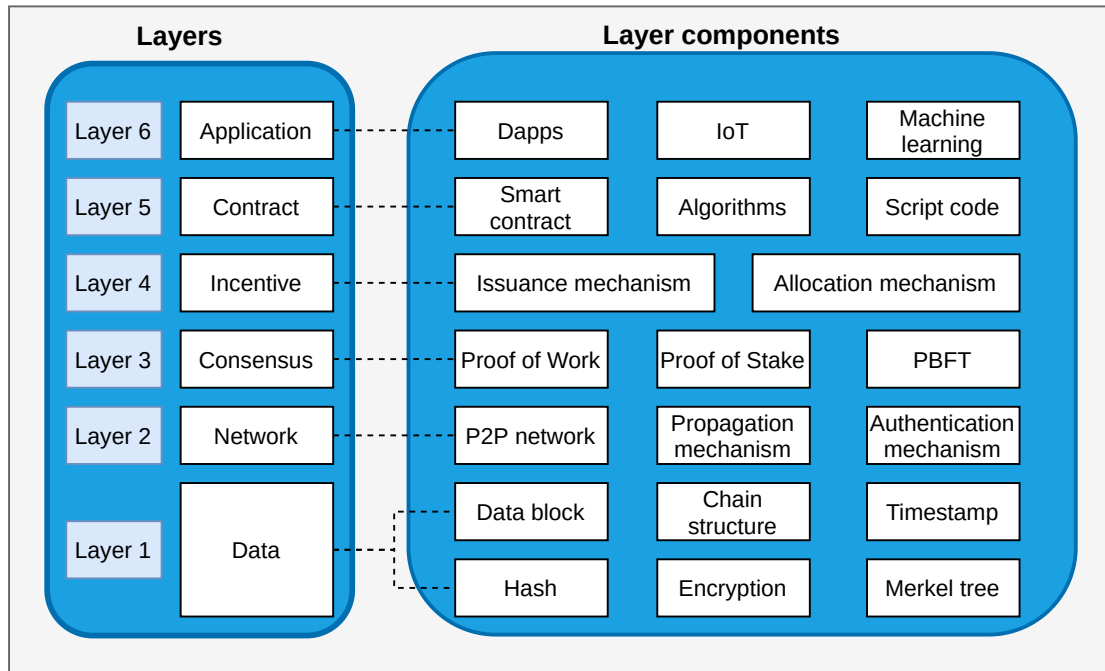 Layers
Layer components
Layer 6
Application
Dapps
IoT
Machine
learning
Layer 5
Contract
Smart
contract
Algorithms
Script code
Layer 4
Incentive
Issuance mechanism
Allocation mechanism
Layer 3
Consensus
Proof of Work
Proof of Stake
PBFT
Layer 2
Network
P2P network
Propagation
mechanism
Authentication
mechanism
Layer 1
Data
Data block
Chain
structure
Timestamp
Hash
Encryption
Merkel tree